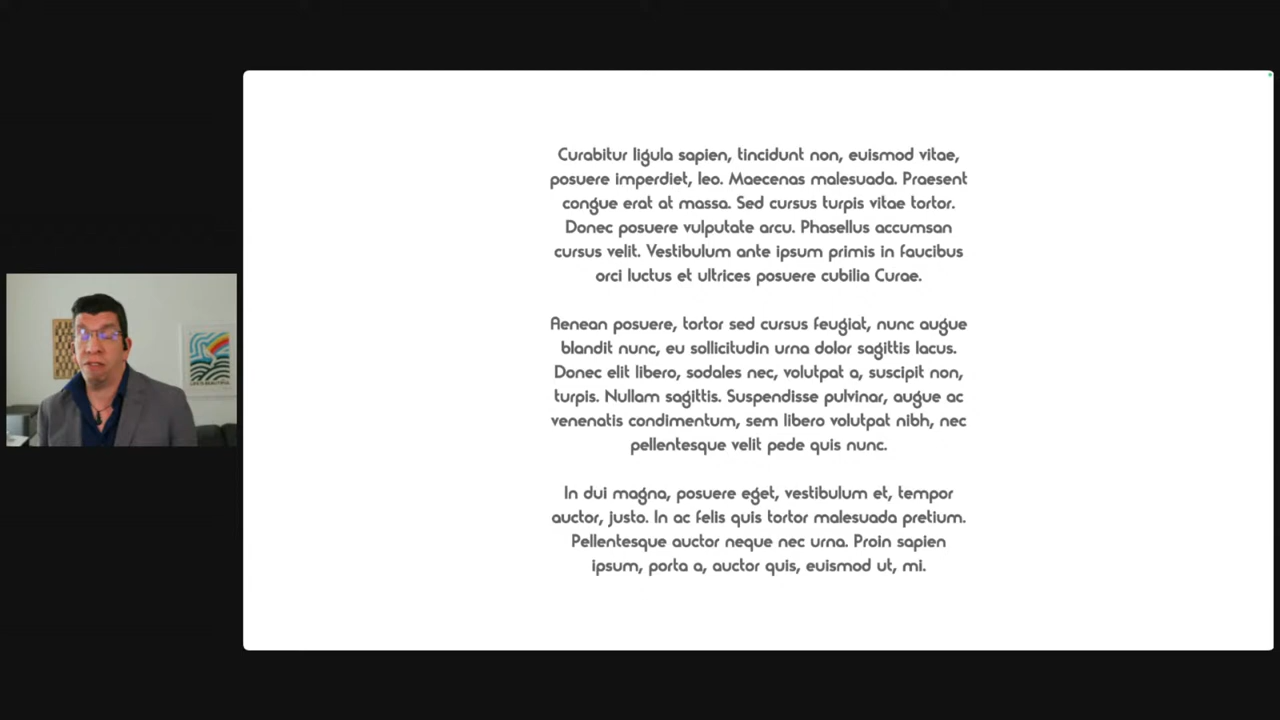 Curabitur ligula sapien, tincidunt non, euismod vitae,
posuere imperdiet, leo. Maecenas malesuada. Praesent
congue erat at massa. Sed cursus turpis vitae tortor.
Donec posuere vulputate arcu. Phasellus accumsan
cursus velit. Vestibulum ante ipsum primis in faucibus
orci luctus et ultrices posuere cubilia Curae.
Aenean posuere, tortor sed cursus feugiat, nunc augue
blandit nunc, eu sollicitudin urna dolor sagittis lacus.
Donec elit libero, sodales nec, volutpat a, suscipit non,
turpis. Nullam sagittis. Suspendisse pulvinar, augue ac
venenatis condimentum, sem libero volutpat nibh, nec
pellentesque velit pede quis nunc.
In dui magna, posuere eget, vestibulum et, tempor
auctor, justo. In ac felis quis tortor malesuada pretium.
Pellentesque auctor neque nec urna. Proin sapien
ipsum, porta a, auctor quis, euismod ut, mi.
LIFE IS BEAUTIFUL